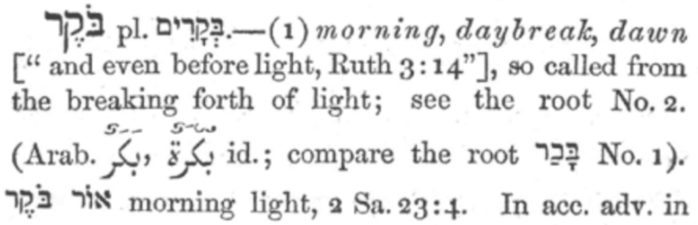 בֹּקֶר pl. בְּקָרִים.—(1) morning, daybreak, dawn
[“and even before light, Ruth 3:14”], so called from
the breaking forth of light; see the root No. 2.
(Arab. بكر, بكرة id.; compare the root בָּכַר No. 1).
אוֹר בֹּקֶר morning light, 2 Sa. 23:4. In acc. adv. in